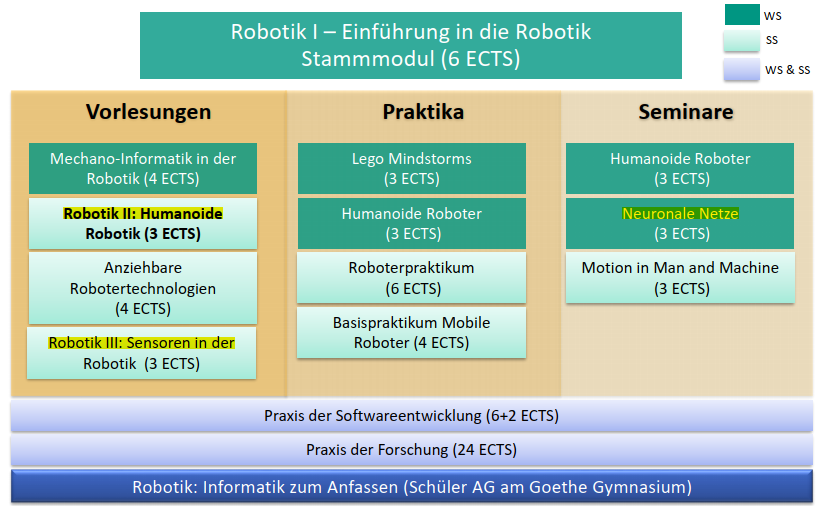 Robotik I – Einführung in die Robotik
Stammmodul (6 ECTS)
WS
SS
WS & SS
Vorlesungen
Mechano-Informatik in der
Robotik (4 ECTS)
Robotik II: Humanoide
Robotik (3 ECTS)
Anziehbare
Robotertechnologien
(4 ECTS)
Robotik III: Sensoren in der
Robotik (3 ECTS)
Praktika
Lego Mindstorms
(3 ECTS)
Humanoide Roboter
(3 ECTS)
Roboterpraktikum
(6 ECTS)
Basispraktikum Mobile
Roboter (4 ECTS)
Seminare
Humanoide Roboter
(3 ECTS)
Neuronale Netze
(3 ECTS)
Motion in Man and Machine
(3 ECTS)
Praxis der Softwareentwicklung (6+2 ECTS)
Praxis der Forschung (24 ECTS)
Robotik: Informatik zum Anfassen (Schüler AG am Goethe Gymnasium)